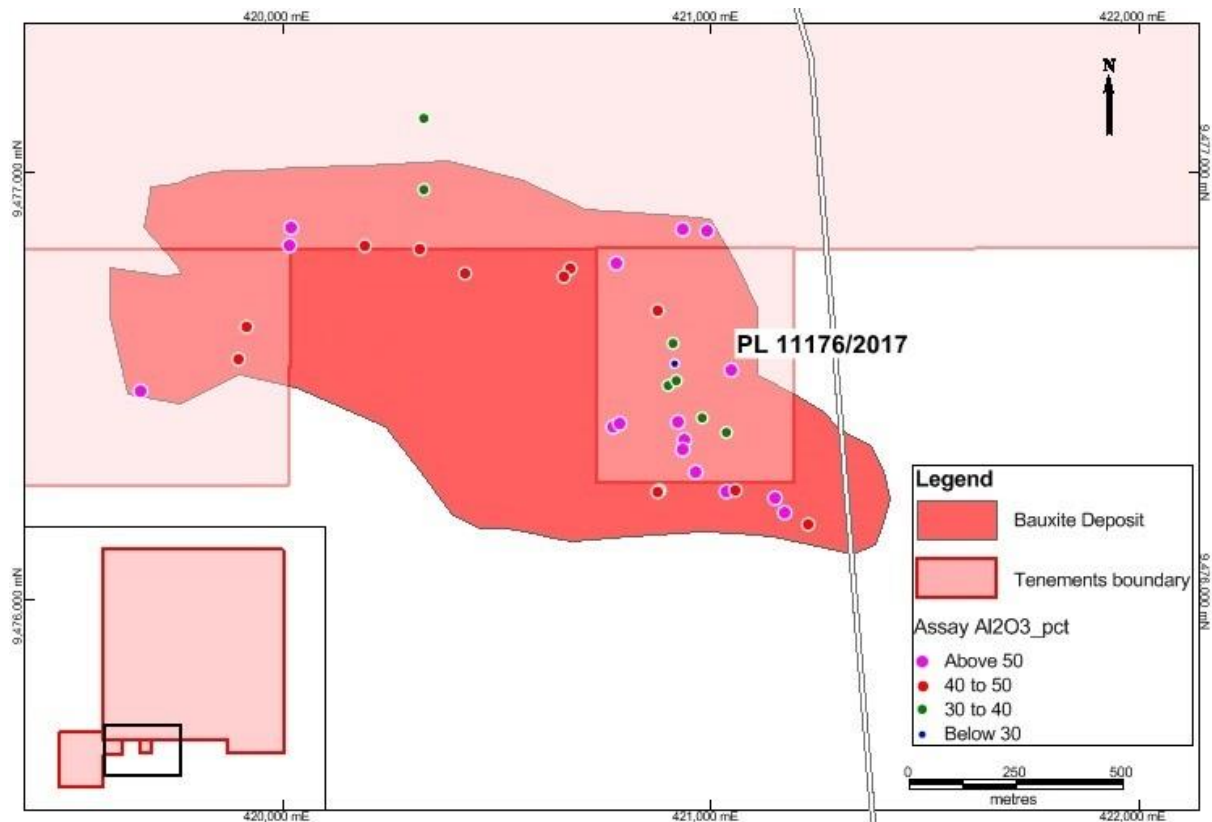 420,000 mE
421,000 mE
422,000 mE
N
9,477,000 mN
9,477,000 mN
PL 11176/2017
Legend
Bauxite Deposit
Tenements boundary
Assay Al2O3_pct
Above 50
40 to 50
30 to 40
Below 30
9,476,000 mN
9,476,000 mN
0
250
500
metres
420,000 mE
421,000 mE
422,000 mE